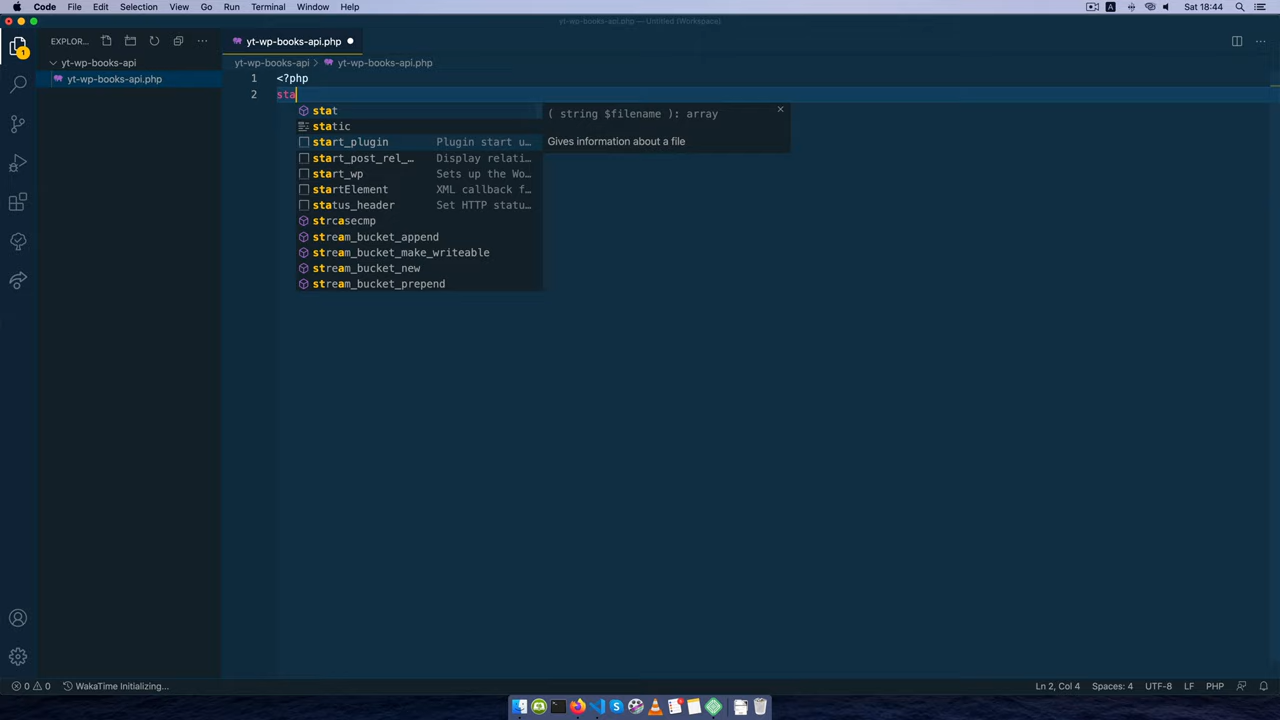 Code File Edit Selection View Go Run Terminal Window Help
A Sat 18:44
yt-wp-books-api.php — Untitled (Workspace)
EXPLOR... ...
yt-wp-books-api.php
yt-wp-books-api
yt-wp-books-api > yt-wp-books-api.php
yt-wp-books-api.php
1 <?php
2 sta
stat
( string $filename ): array
static
start_plugin Plugin start u...
Gives information about a file
start_post_rel_... Display relati...
start_wp Sets up the Wo...
startElement XML callback f...
status_header Set HTTP statu...
strcasecmp
stream_bucket_append
stream_bucket_make_writeable
stream_bucket_new
stream_bucket_prepend
1
0 0 WakaTime Initializing...
Ln 2, Col 4 Spaces: 4 UTF-8 LF PHP